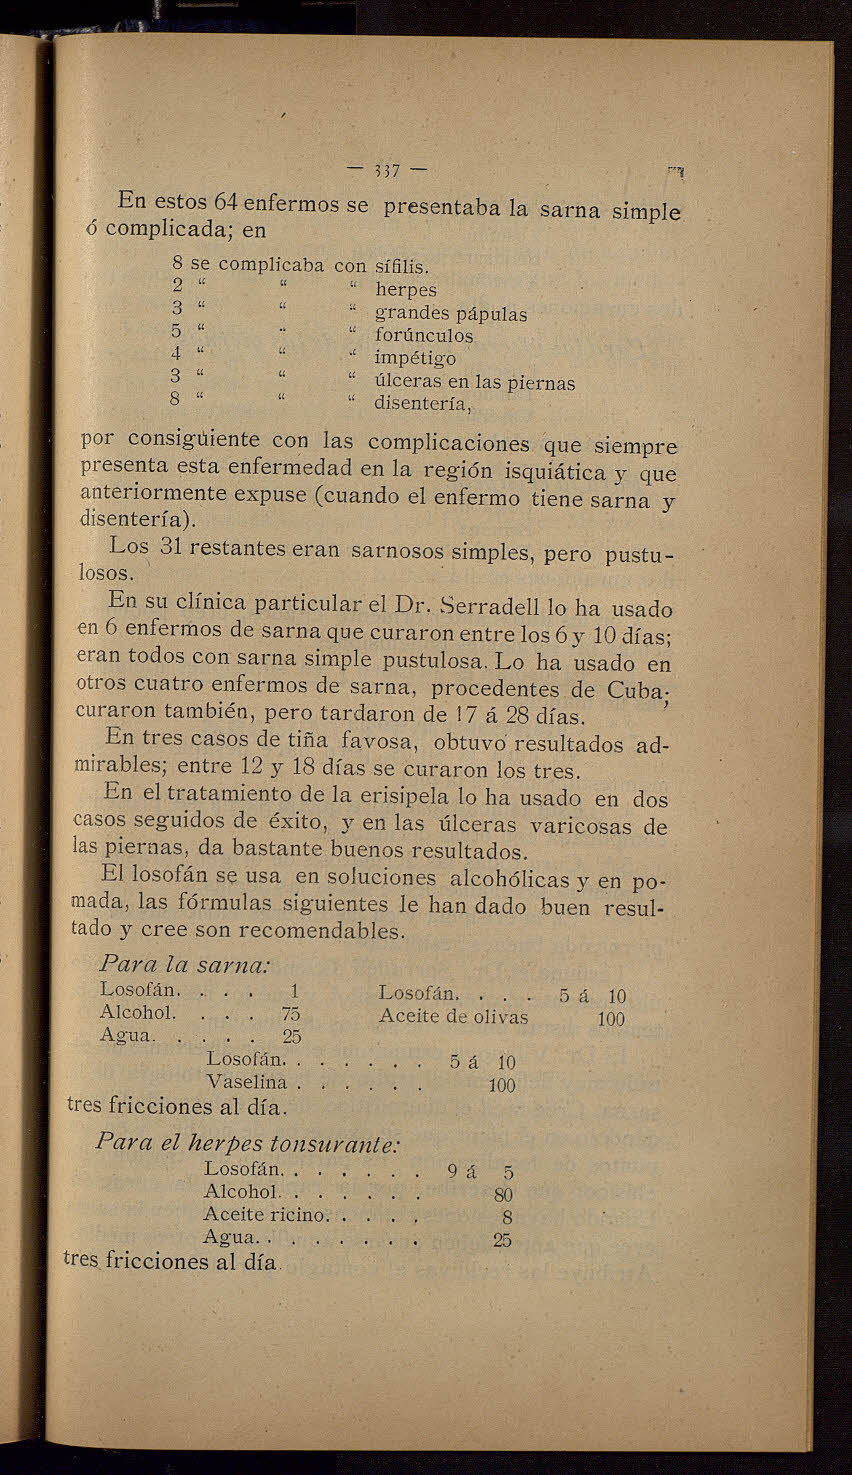 — 337 —
En estos 64 enfermos se presentaba la sarna simple
ó complicada; en
8 se complicaba con sífilis.
2 “ “ “ herpes
3 “ “ “ grandes pápulas
5 “ “ “ forúnculos
4 “ “ “ impétigo
3 “ “ “ úlceras en las piernas
8 “ “ “ disentería,
por consiguiente con las complicaciones que siempre
presenta esta enfermedad en la región isquiática y que
anteriormente expuse (cuando el enfermo tiene sarna y
disentería).
Los 31 restantes eran sarnosos simples, pero pustu-
losos.
En su clínica particular el Dr. Serradell lo ha usado
en 6 enfermos de sarna que curaron entre los 6 y 10 días;
eran todos con sarna simple pustulosa. Lo ha usado en
otros cuatro enfermos de sarna, procedentes de Cuba;
curaron también, pero tardaron de 17 á 28 días.
En tres casos de tiña favosa, obtuvo resultados ad-
mirables; entre 12 y 18 días se curaron los tres.
En el tratamiento de la erisipela lo ha usado en dos
casos seguidos de éxito, y en las úlceras varicosas de
las piernas, da bastante buenos resultados.
El losofán se usa en soluciones alcohólicas y en po-
mada, las fórmulas siguientes le han dado buen resul-
tado y cree son recomendables.
Para la sarna:
Losofán. . . . 1 Losofán. . . . 5 á 10
Alcohol. . . . 75 Aceite de olivas 100
Agua. . . . . 25
Losofán. . . . . . . 5 á 10
Vaselina . . . . . . 100
tres fricciones al día.
Para el herpes tonsurante:
Losofán. . . . . . . 9 á 5
Alcohol. . . . . . . 80
Aceite ricino. . . . . 8
Agua. . . . . . . . 25
tres fricciones al día.